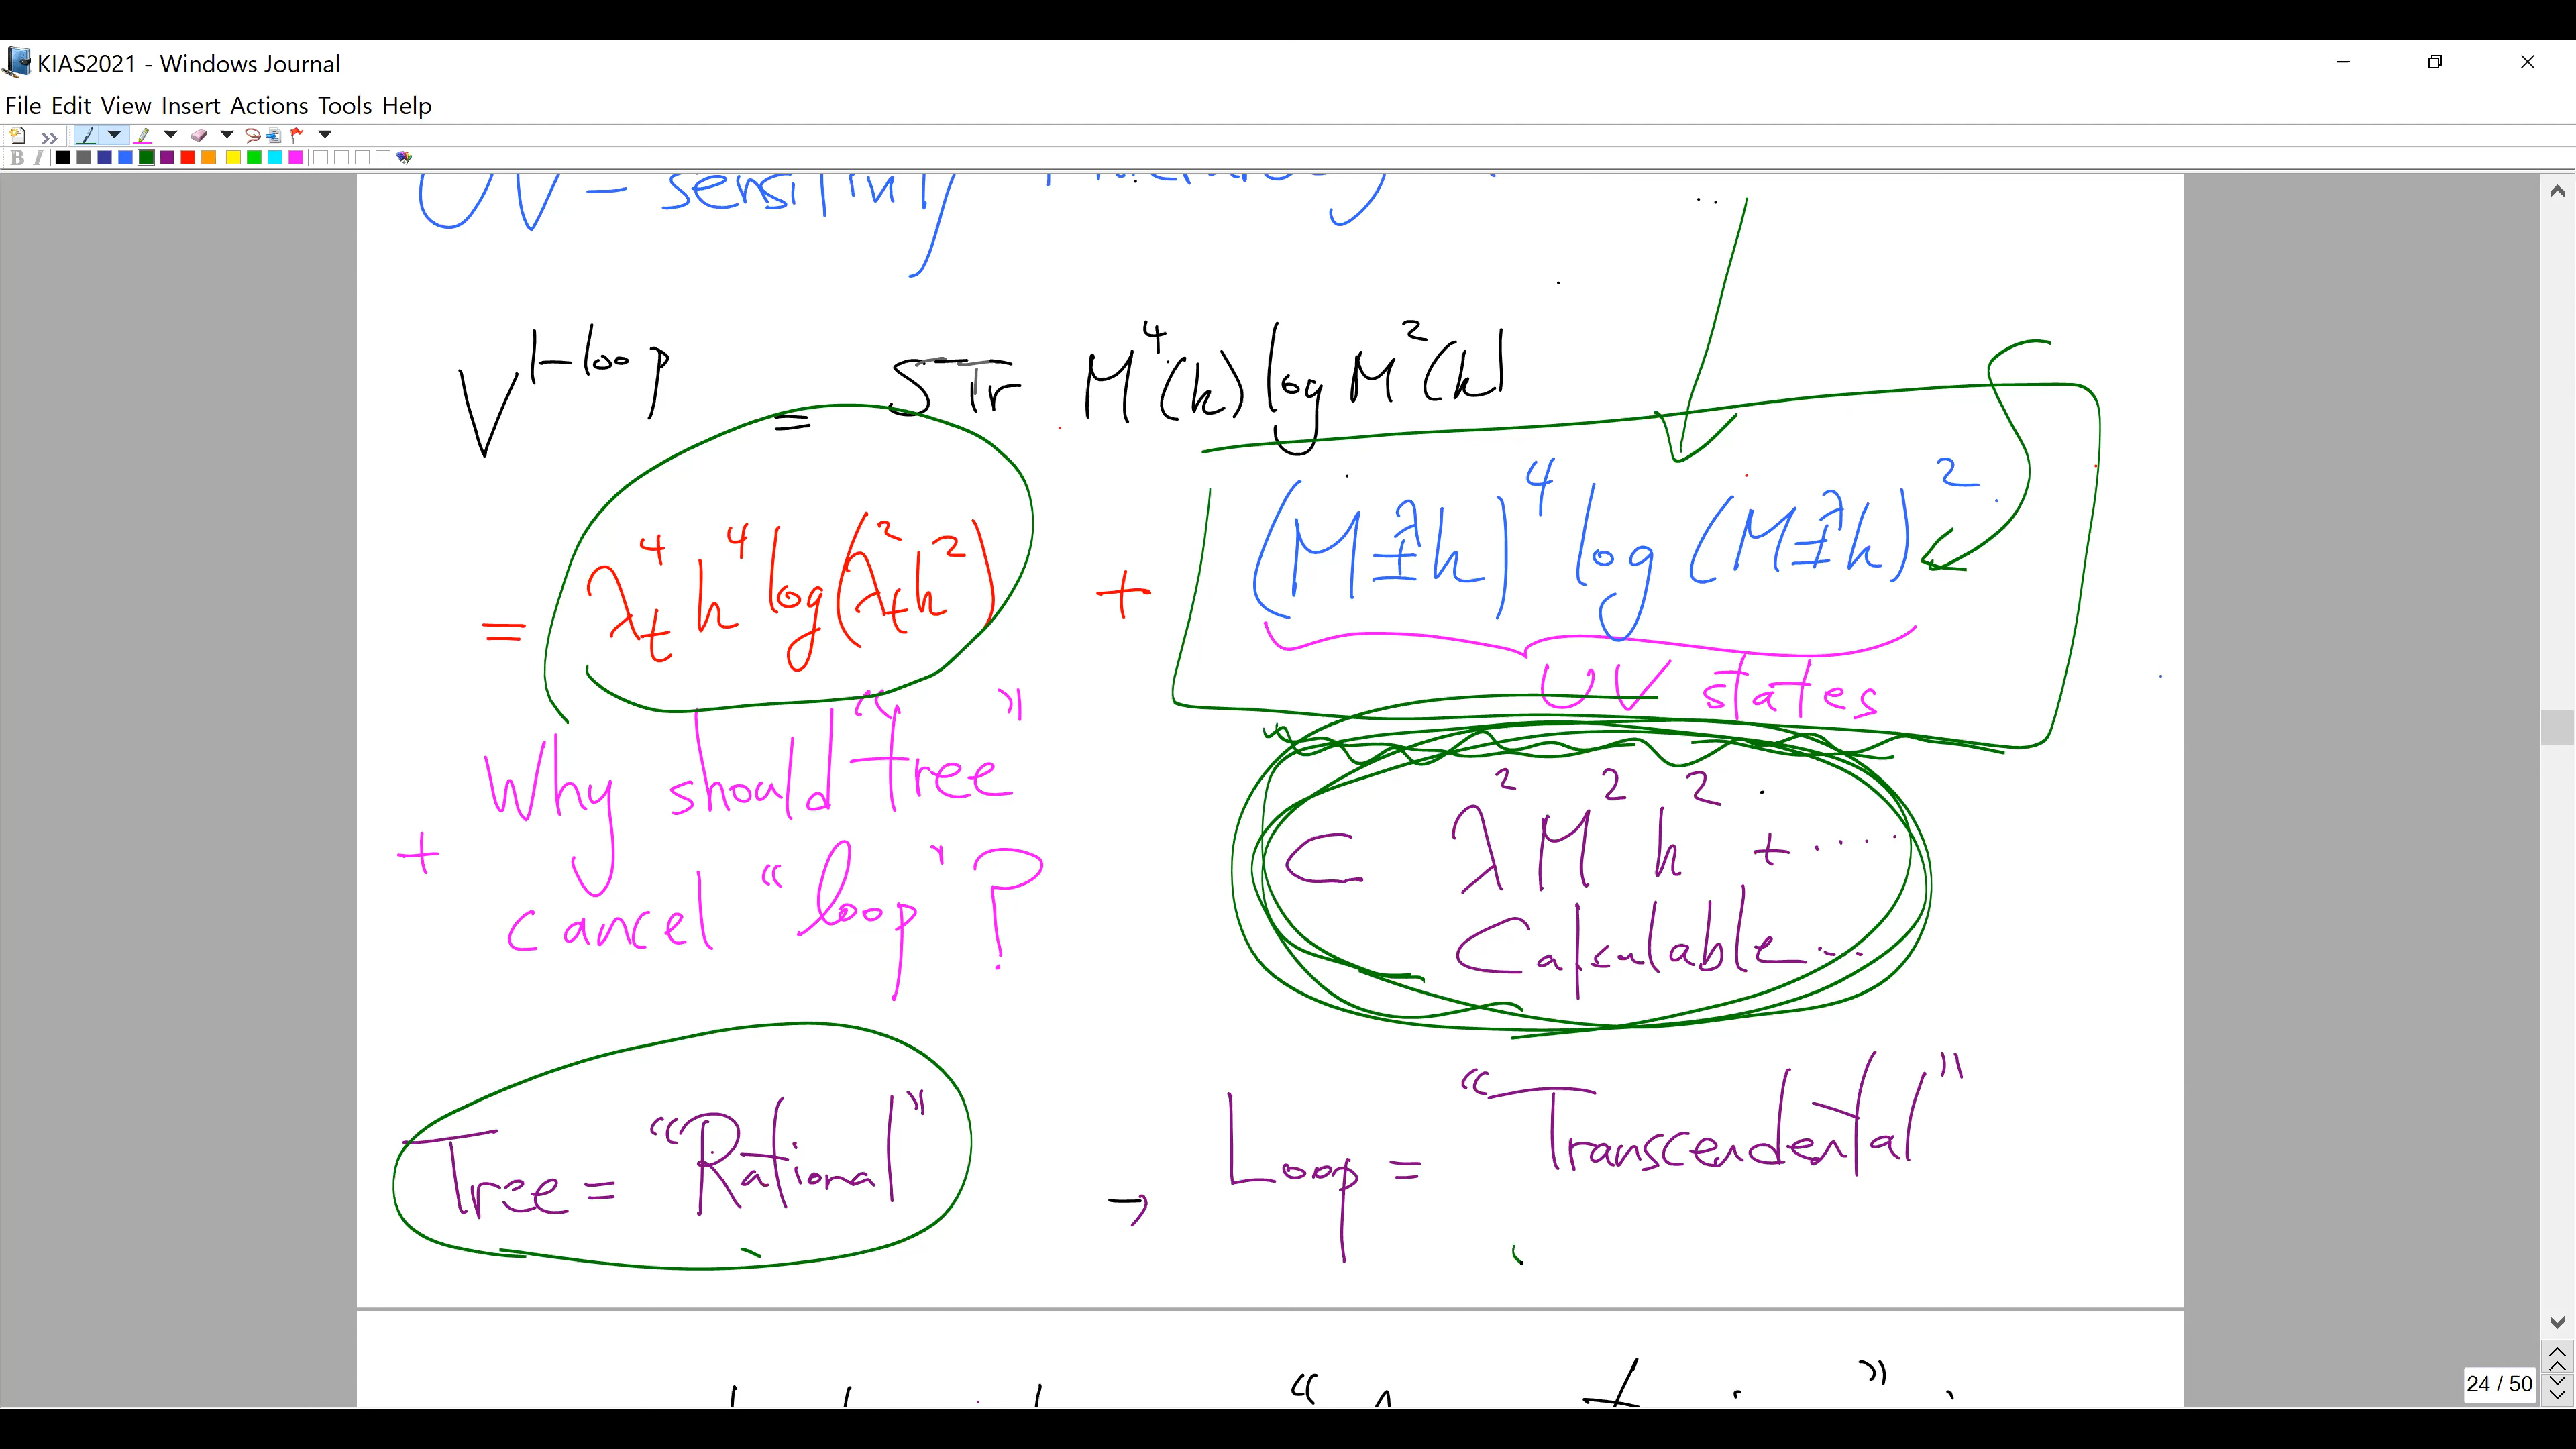 KIAS2021 - Windows Journal
File Edit View Insert Actions Tools Help
B I
UV - sensitivity
V^{1-loop} = STr M^4(h) log M^2(h)
= λ_t^4 h^4 log(λ_t^2 h^2) + (M ± λh)^4 log (M ± λh)^2
UV states
+ Why should "tree"
cancel "loop"?
⊂ λ^2 M^2 h^2 + ....
Calculable...
Tree = "Rational" → Loop = "Transcendental"
24 / 50